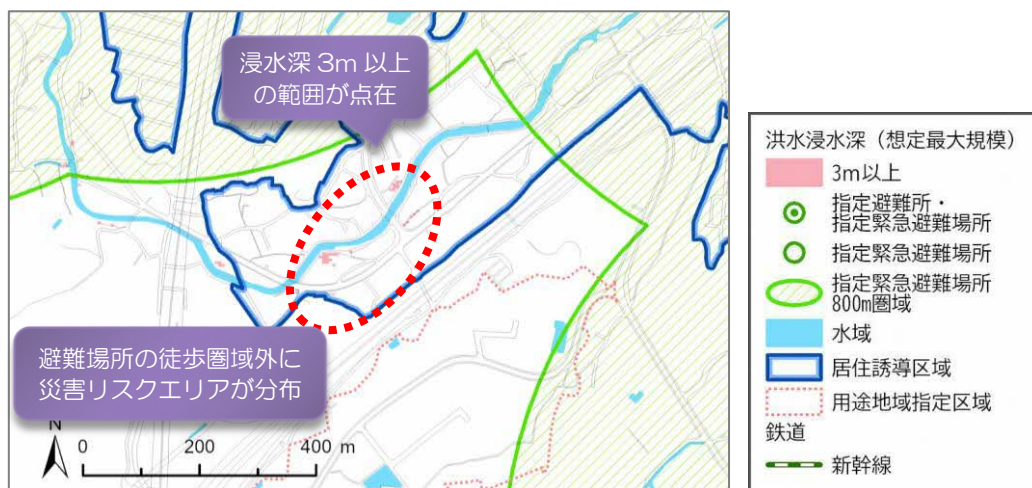 浸水深 3m 以上
の範囲が点在
避難場所の徒歩圏域外に
災害リスクエリアが分布
N
0 200 400 m
洪水浸水深（想定最大規模）
3m以上
指定避難所・
指定緊急避難場所
指定緊急避難場所
指定緊急避難場所
800m圏域
水域
居住誘導区域
用途地域指定区域
鉄道
新幹線